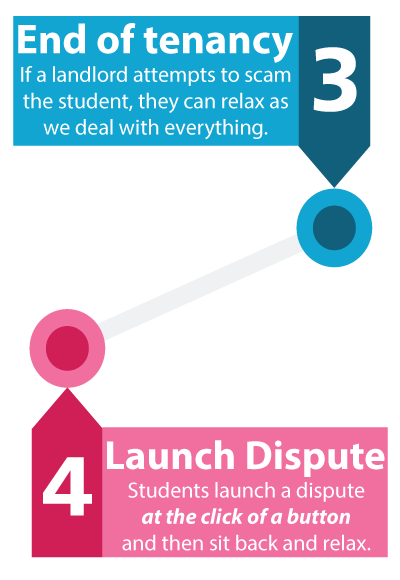 End of tenancy
3
If a landlord attempts to scam
the student, they can relax as
we deal with everything.
4
Launch Dispute
Students launch a dispute
at the click of a button
and then sit back and relax.